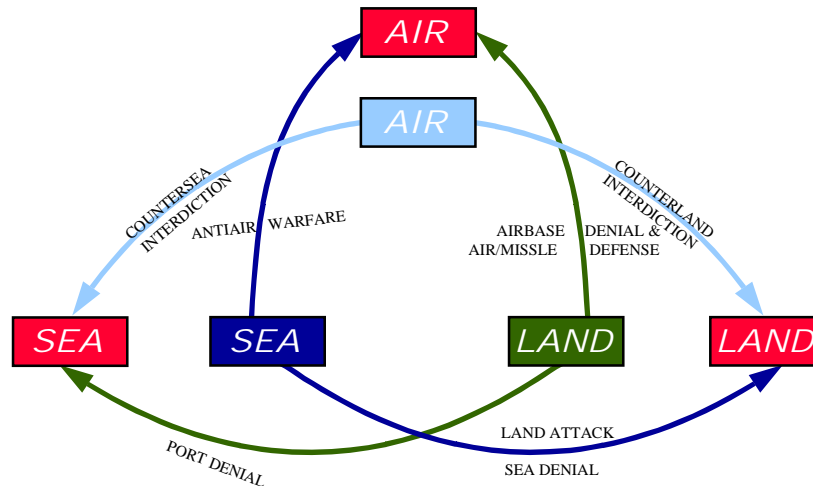 AIR
AIR
COUNTERSEA
INTERDICTION
COUNTERLAND
INTERDICTION
ANTIAIR WARFARE
AIRBASE DENIAL &
AIR/MISSLE DEFENSE
SEA
SEA
LAND
LAND
PORT DENIAL
LAND ATTACK
SEA DENIAL